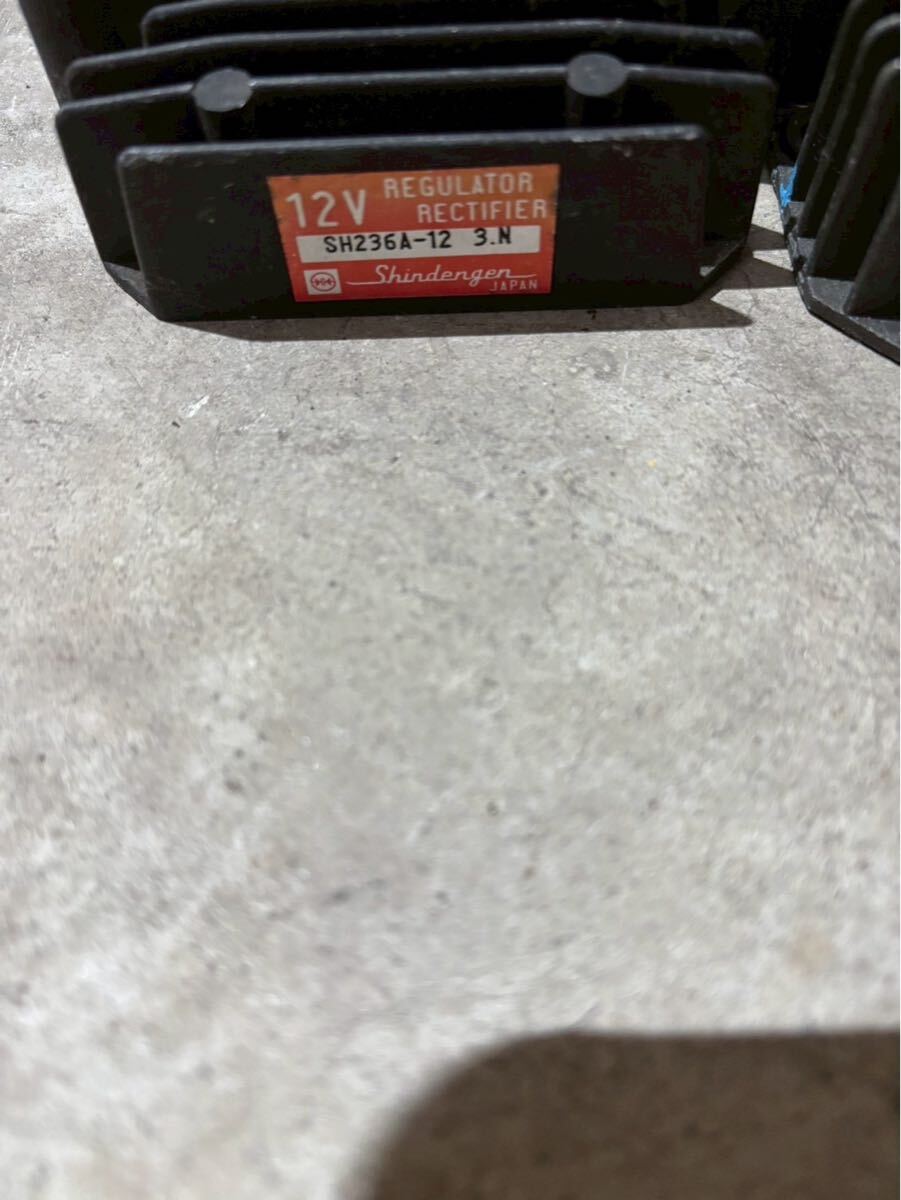 12V REGULATOR
RECTIFIER
SH236A-12 3.N
Shindengen
JAPAN